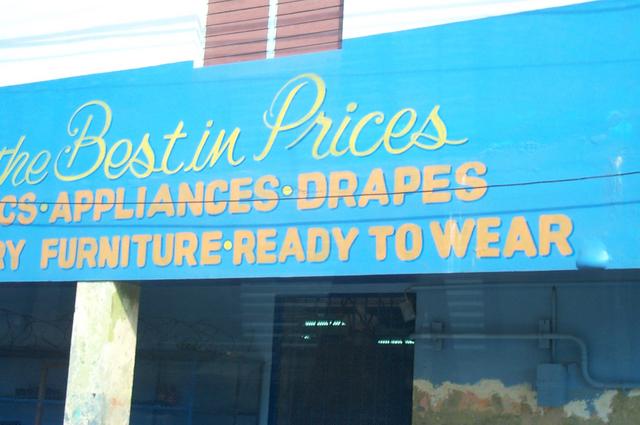 the Best in Prices
CS • APPLIANCES • DRAPES
RY FURNITURE • READY TO WEAR